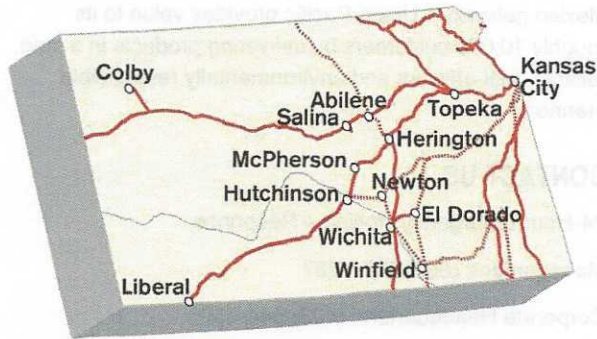 Kansas
City
Colby
Abilene
Topeka
Salina
Herington
McPherson
Hutchinson
Newton
El Dorado
Wichita
Winfield
Liberal